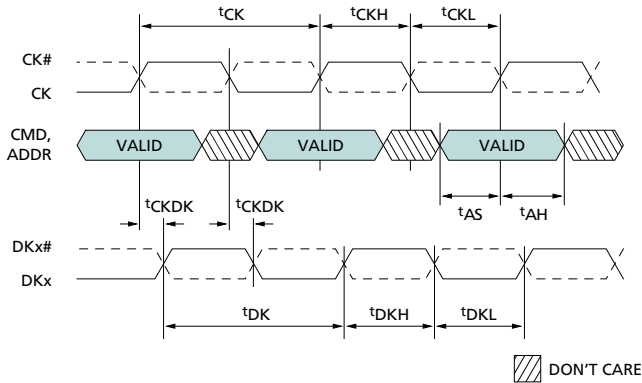 tCK tCKH tCKL
CK#
CK
CMD,
ADDR
VALID VALID VALID
tCKDK tCKDK tAS tAH
DKx#
DKx
tDK tDKH tDKL
DON'T CARE